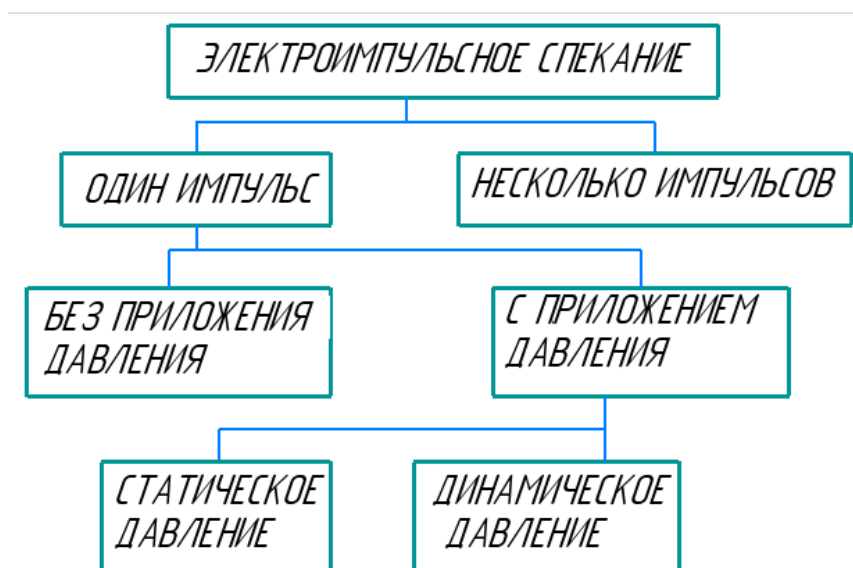 ЭЛЕКТРОИМПУЛЬСНОЕ СПЕКАНИЕ
ОДИН ИМПУЛЬС
НЕСКОЛЬКО ИМПУЛЬСОВ
БЕЗ ПРИЛОЖЕНИЯ
ДАВЛЕНИЯ
С ПРИЛОЖЕНИЕМ
ДАВЛЕНИЯ
СТАТИЧЕСКОЕ
ДАВЛЕНИЕ
ДИНАМИЧЕСКОЕ
ДАВЛЕНИЕ